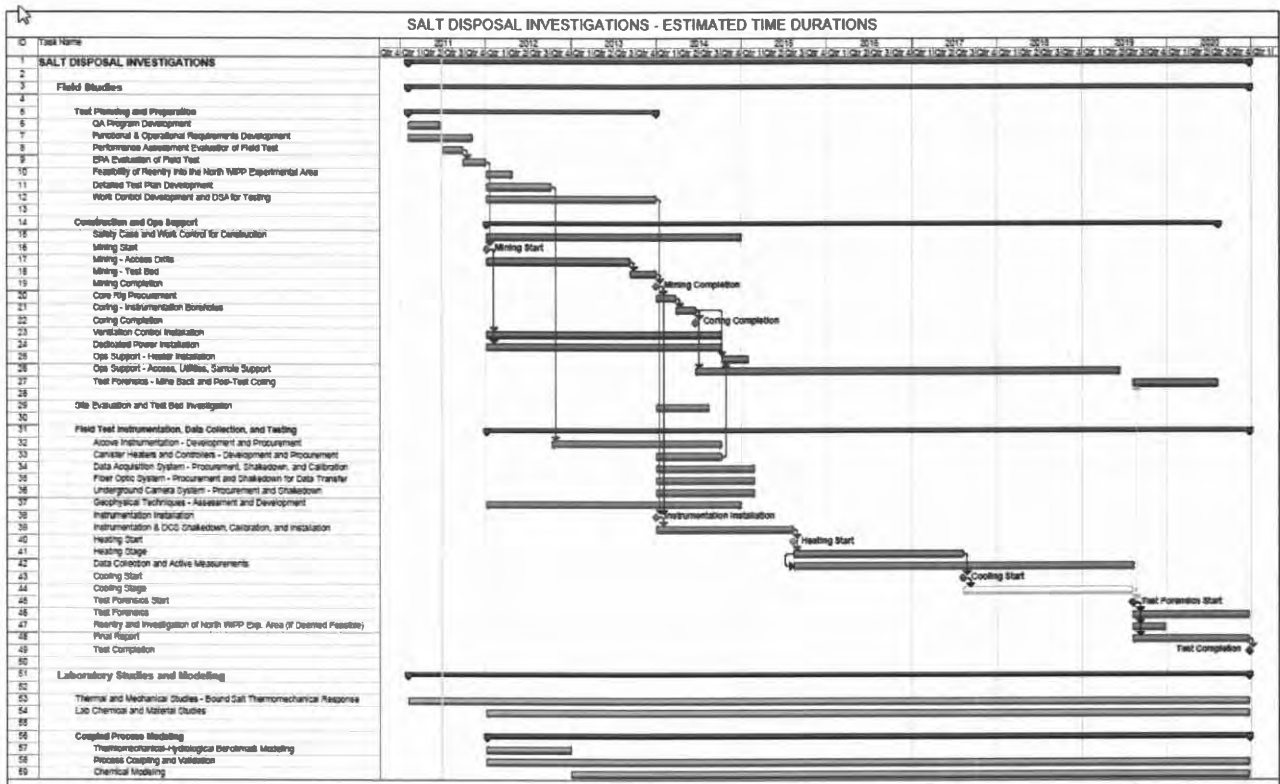 SALT DISPOSAL INVESTIGATIONS - ESTIMATED TIME DURATIONS
ID Task Name
2011 2012 2013 2014 2015 2016 2017 2018 2019 2020
1 SALT DISPOSAL INVESTIGATIONS
2
3 Field Studies
4
5 Test Planning and Preparation
6 QA Program Development
7 Functional & Operational Requirements Development
8 Performance Assessment Evaluation of Field Test
9 EPA Evaluation of Field Test
10 Feasibility of Reentry into the North WIPP Experimental Area
11 Detailed Test Plan Development
12 Work Control Development and DSA for Testing
13
14 Construction and Ops Support
15 Safety Case and Work Control for Construction
16 Mining Start Mining Start
17 Mining - Access Drifts
18 Mining - Test Bed
19 Mining Completion Mining Completion
20 Core Rig Procurement
21 Coring - Instrumentation Boreholes
22 Coring Completion Coring Completion
23 Ventilation Control Installation
24 Dedicated Power Installation
25 Ops Support - Heater Installation
26 Ops Support - Access, Utilities, Sample Support
27 Test Forensics - Mine Back and Post-Test Coring
28
29 Site Evaluation and Test Bed Investigation
30
31 Field Test Instrumentation, Data Collection, and Testing
32 Above Instrumentation - Development and Procurement
33 Canister Heaters and Controllers - Development and Procurement
34 Data Acquisition System - Procurement, Shakedown, and Calibration
35 Fiber Optic System - Procurement and Shakedown for Data Transfer
36 Underground Camera System - Procurement and Shakedown
37 Geophysical Techniques - Assessment and Development
38 Instrumentation Installation Instrumentation Installation
39 Instrumentation & DCS Shakedown, Calibration, and Installation
40 Heating Start Heating Start
41 Heating Stage
42 Data Collection and Active Measurements
43 Cooling Start Cooling Start
44 Cooling Stage
45 Test Forensics Start Test Forensics Start
46 Test Forensics
47 Reentry and Investigation of North WIPP Exp. Area (If Deemed Feasible)
48 Final Report
49 Test Completion Test Completion
50
51 Laboratory Studies and Modeling
52
53 Thermal and Mechanical Studies - Bound Salt Thermomechanical Response
54 Lab Chemical and Material Studies
55
56 Coupled Process Modeling
57 Thermomechanical-Hydrological Benchmark Modeling
58 Process Coupling and Validation
59 Chemical Modeling